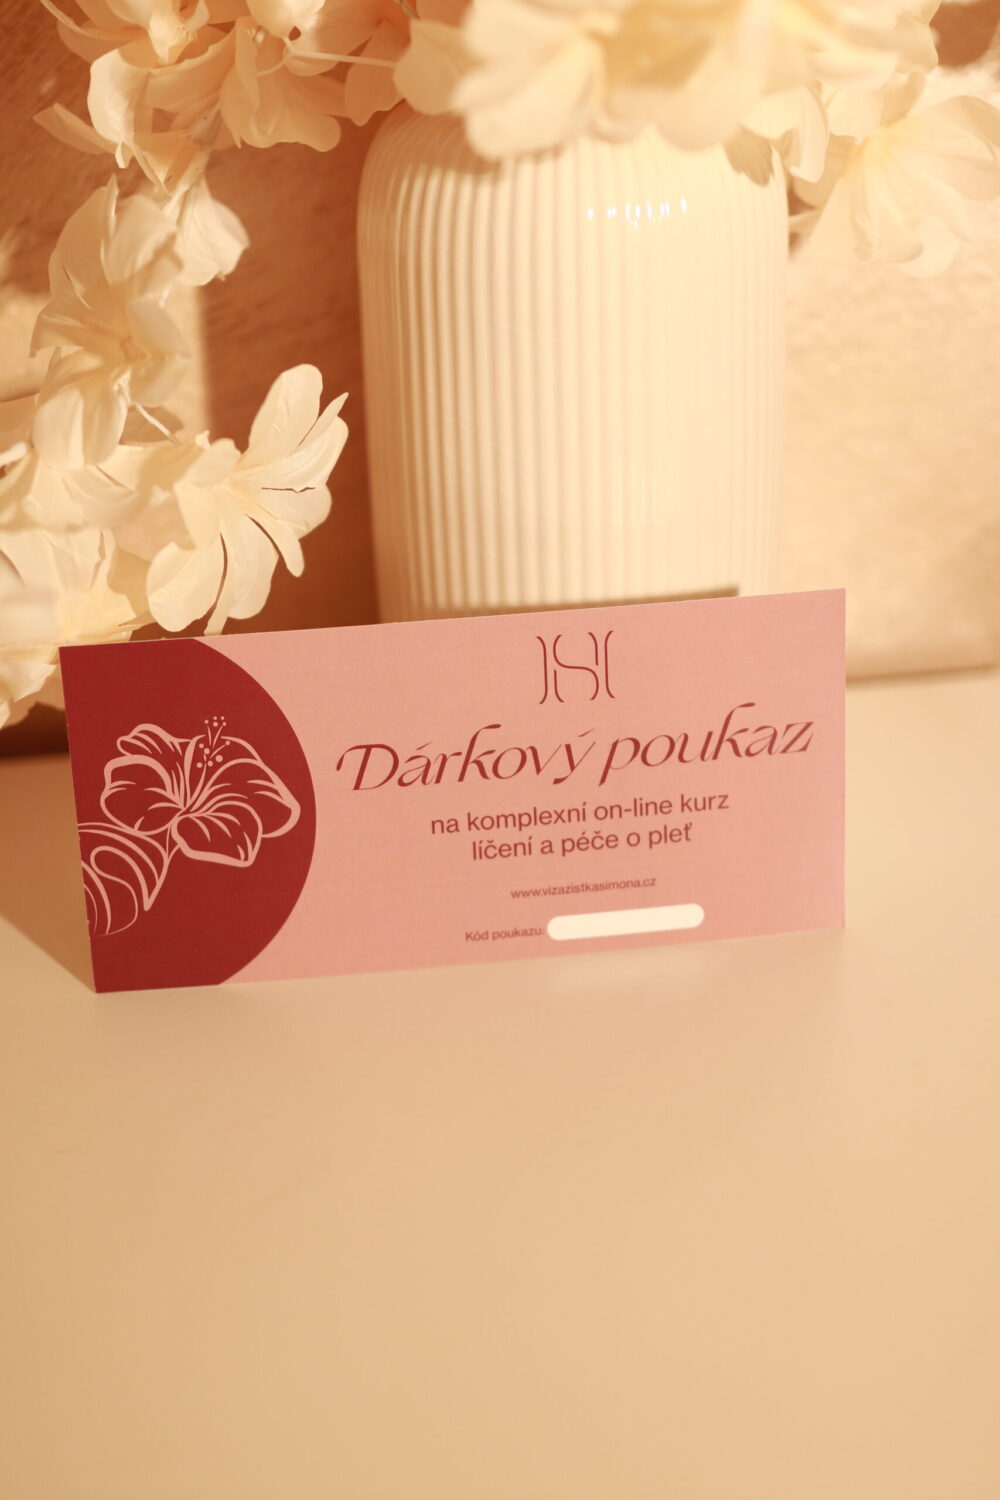 Dárkový poukaz
na komplexní on-line kurz
líčení a péče o pleť
www.vizazistkasimona.cz
Kód poukazu: